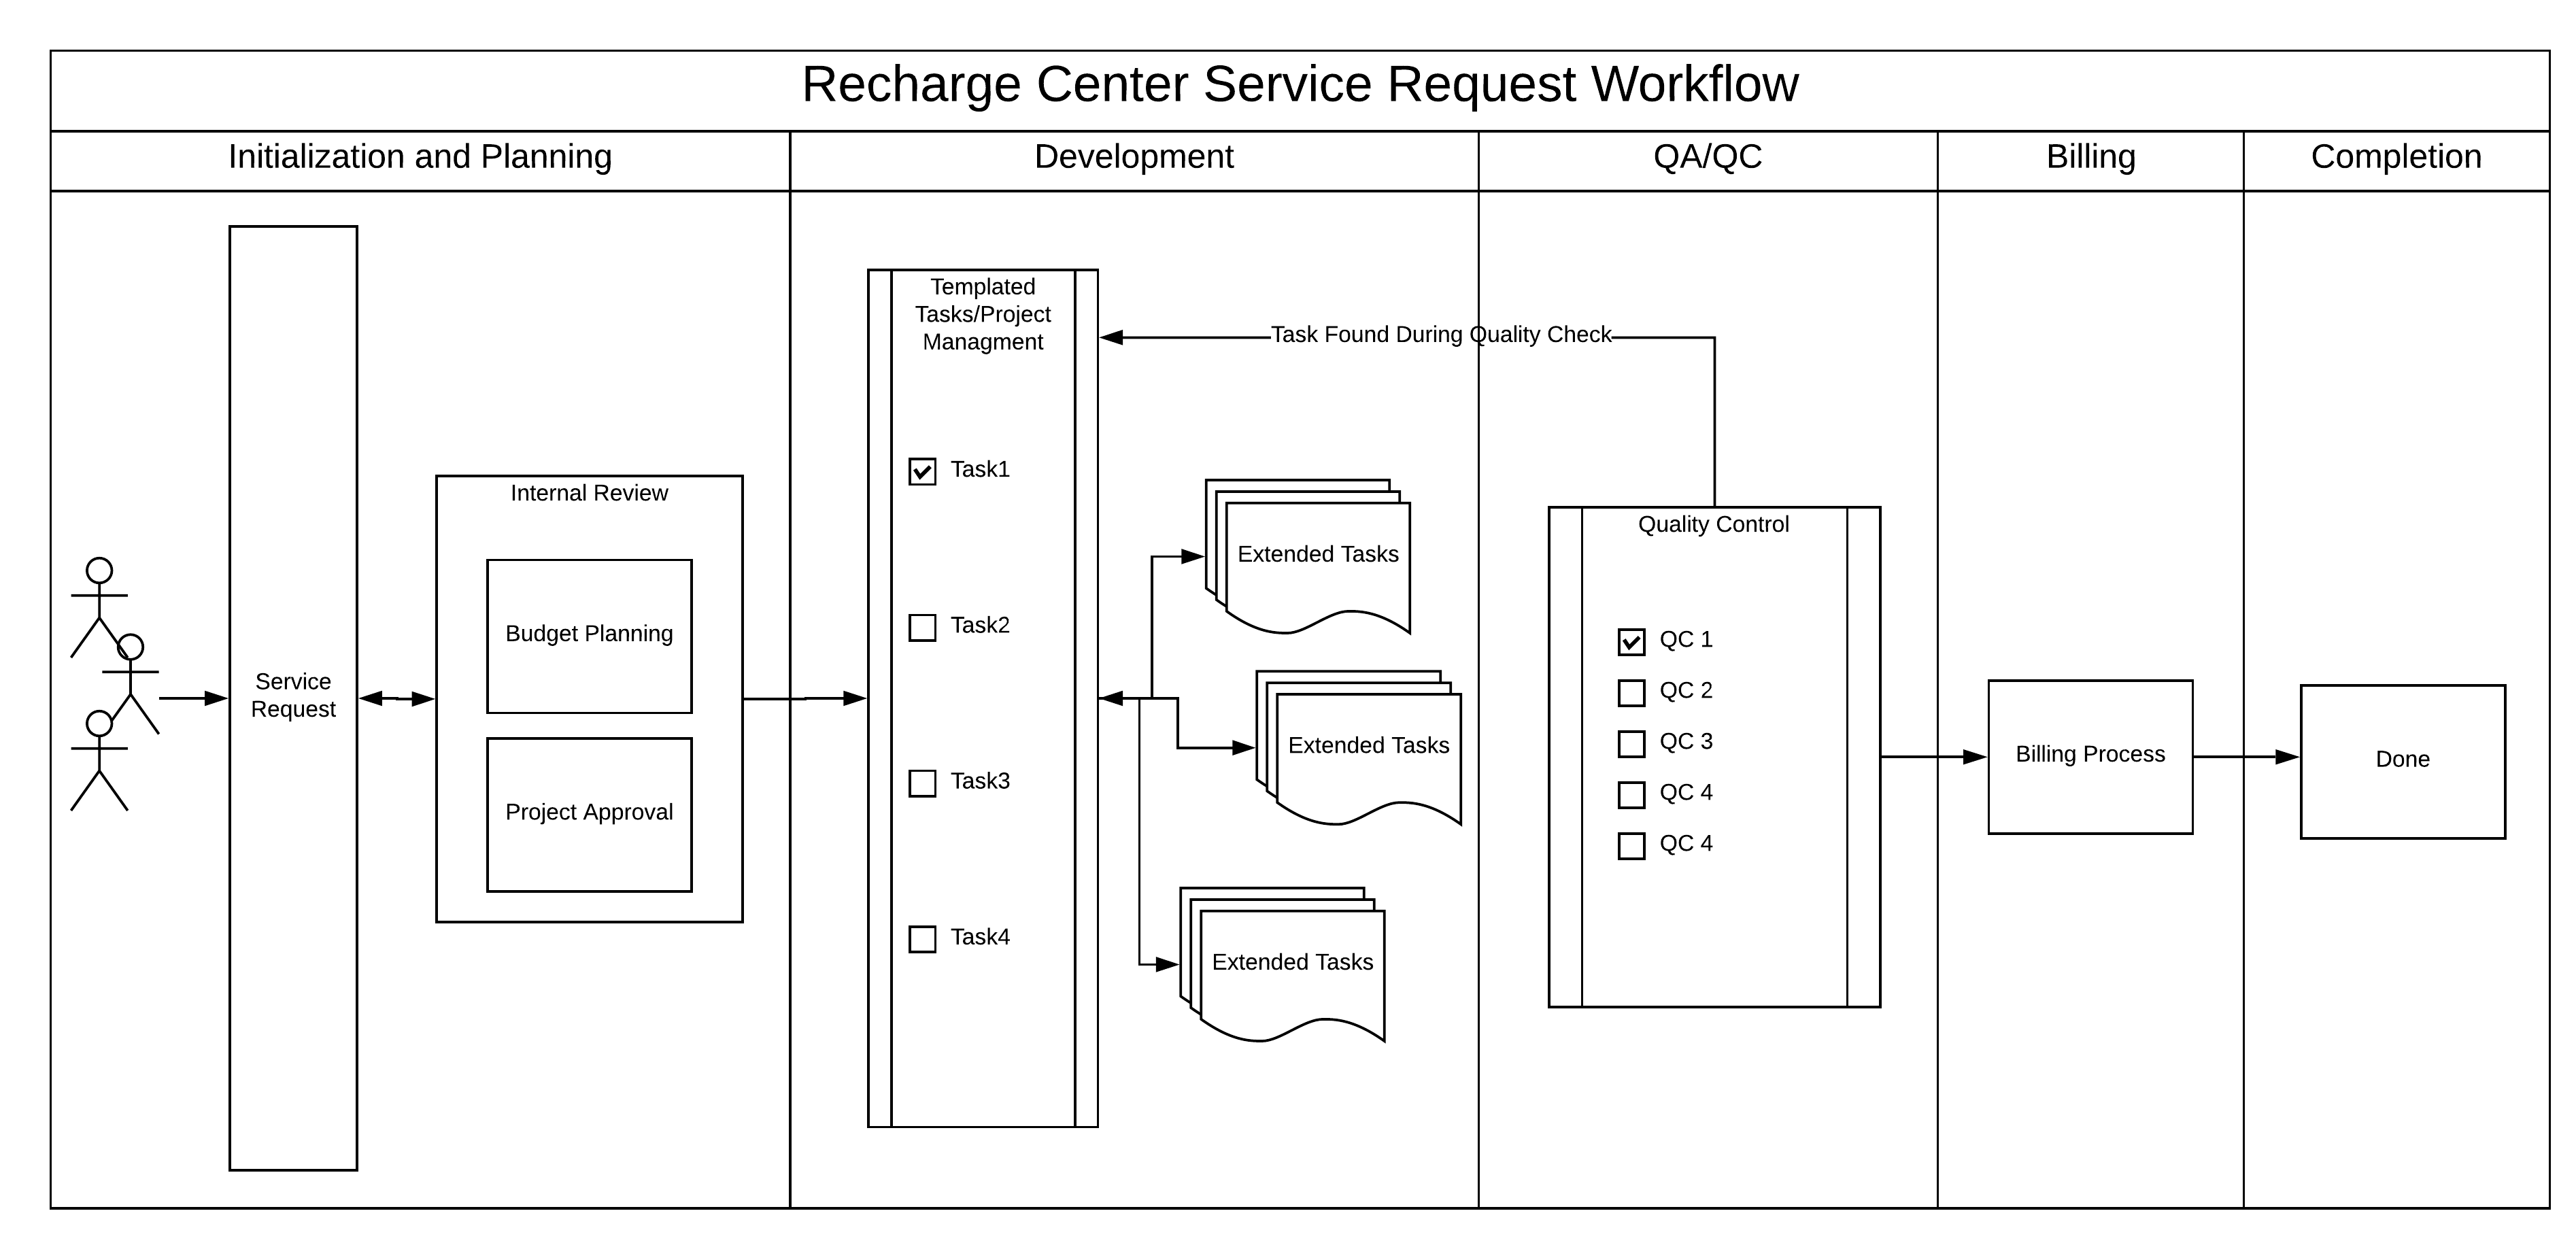 Recharge Center Service Request Workflow
Initialization and Planning
Development
QA/QC
Billing
Completion
Service
Request
Internal Review
Budget Planning
Project Approval
Templated
Tasks/Project
Managment
Task1
Task2
Task3
Task4
Task Found During Quality Check
Extended Tasks
Extended Tasks
Extended Tasks
Quality Control
QC 1
QC 2
QC 3
QC 4
QC 4
Billing Process
Done